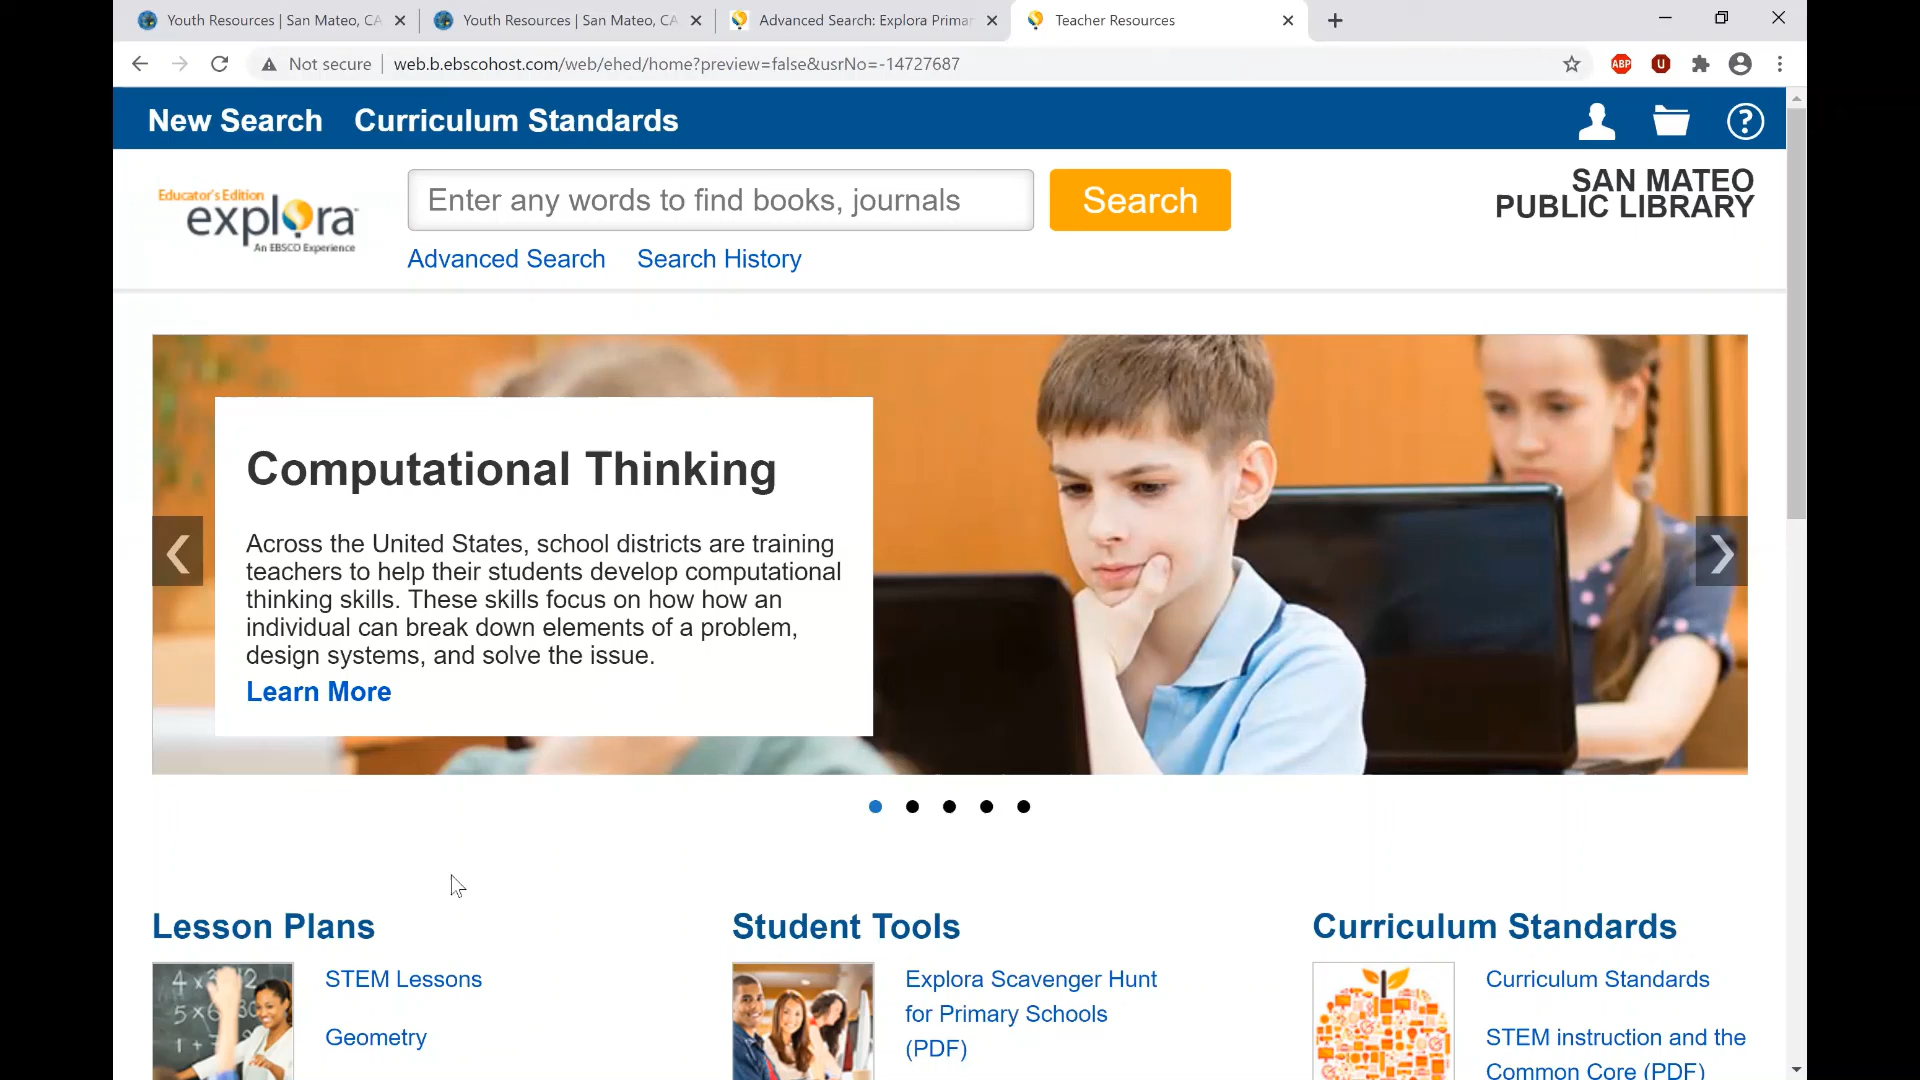 Youth Resources | San Mateo, CA
Youth Resources | San Mateo, CA
Advanced Search: Explora Primar
Teacher Resources
Not secure
web.b.ebscohost.com/web/ehed/home?preview=false&usrNo=-14727687
ABP
New Search
Curriculum Standards
Educator's Edition
explora
An EBSCO Experience
Enter any words to find books, journals
Search
SAN MATEO
PUBLIC LIBRARY
Advanced Search
Search History
Computational Thinking
Across the United States, school districts are training
teachers to help their students develop computational
thinking skills. These skills focus on how how an
individual can break down elements of a problem,
design systems, and solve the issue.
Learn More
Lesson Plans
STEM Lessons
Geometry
Student Tools
Explora Scavenger Hunt
for Primary Schools
(PDF)
Curriculum Standards
Curriculum Standards
STEM instruction and the
Common Core (PDF)